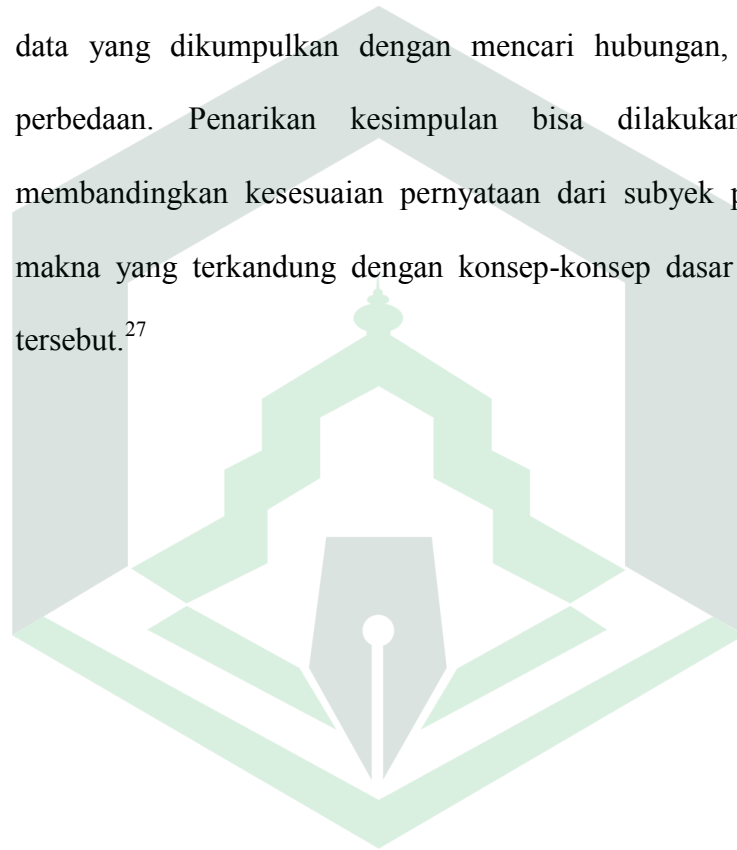 data yang dikumpulkan dengan mencari hubungan,
perbedaan. Penarikan kesimpulan bisa dilakukan
membandingkan kesesuaian pernyataan dari subyek
makna yang terkandung dengan konsep-konsep dasar
tersebut.27